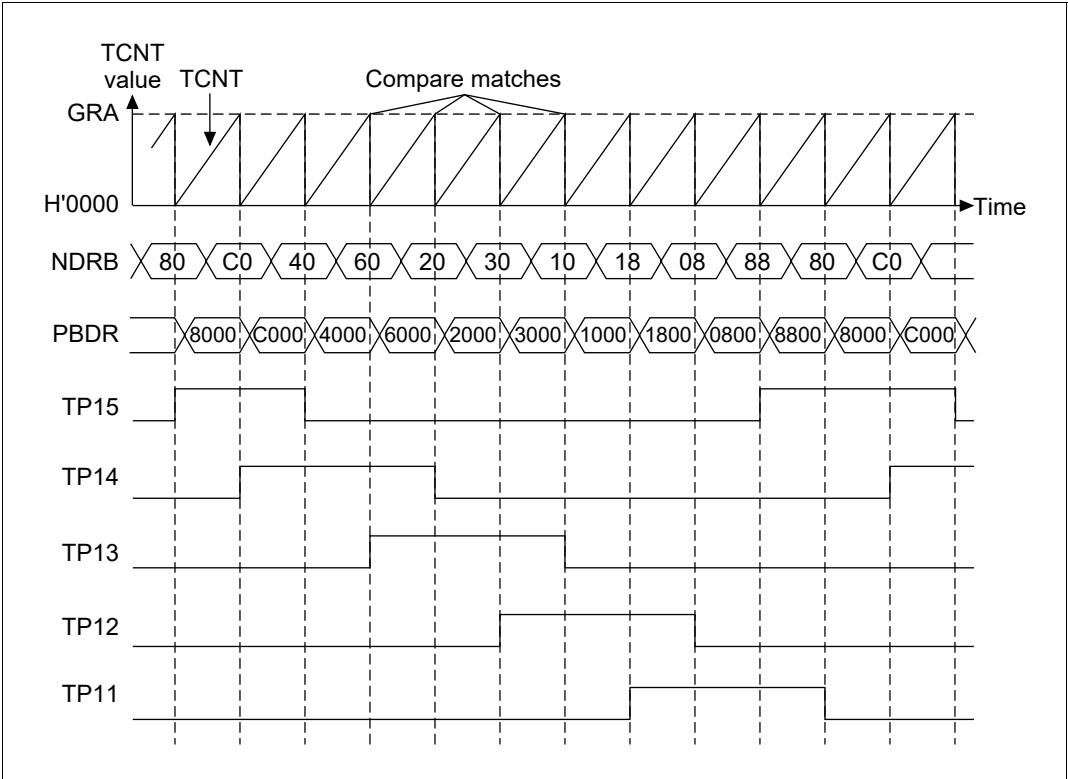 TCNT
value
TCNT
Compare matches
GRA
H'0000
Time
NDRB 80 C0 40 60 20 30 10 18 08 88 80 C0
PBDR 8000 C000 4000 6000 2000 3000 1000 1800 0800 8800 8000 C000
TP15
TP14
TP13
TP12
TP11